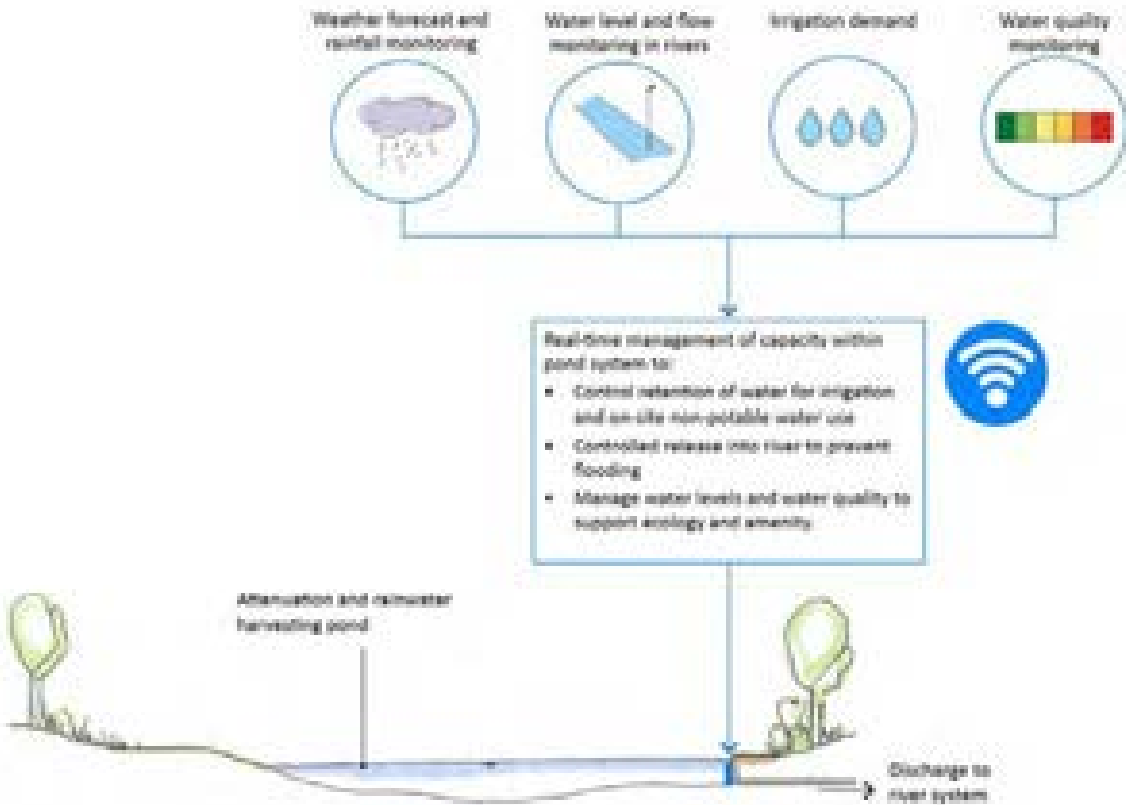 Weather forecast and
rainfall monitoring
Water level and flow
monitoring in rivers
Irrigation demand
Water quality
monitoring
Real-time management of capacity within
pond system to:
• Control retention of water for irrigation
and on-site non-potable water use
• Controlled release into river to prevent
flooding
• Manage water levels and water quality to
support ecology and amenity.
Attenuation and rainwater
harvesting pond
Discharge to
river system